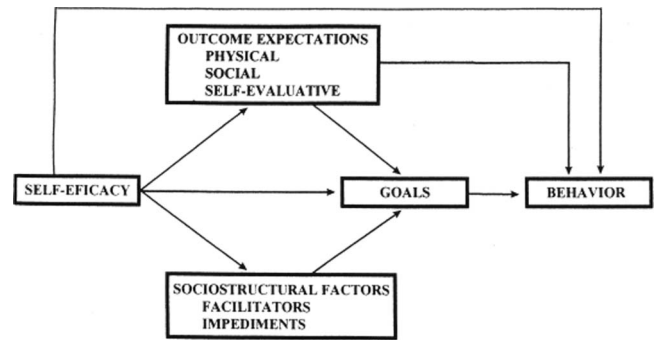 OUTCOME EXPECTATIONS
PHYSICAL
SOCIAL
SELF-EVALUATIVE
SELF-EFICACY
GOALS
BEHAVIOR
SOCIOSTRUCTURAL FACTORS
FACILITATORS
IMPEDIMENTS